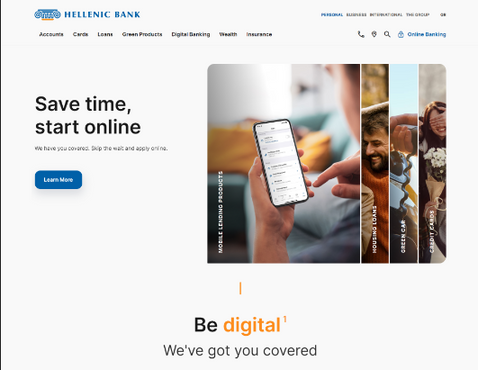 HELLENIC BANK
PERSONAL BUSINESS INTERNATIONAL THE GROUP GR
Accounts Cards Loans Green Products Digital Banking Wealth Insurance Online Banking
Save time,
start online
We have you covered. Skip the wait and apply online.
Learn More
MOBILE LENDING PRODUCTS
HOUSING LOANS
GREEN CAR
CREDIT CARDS
Be digital¹
We've got you covered